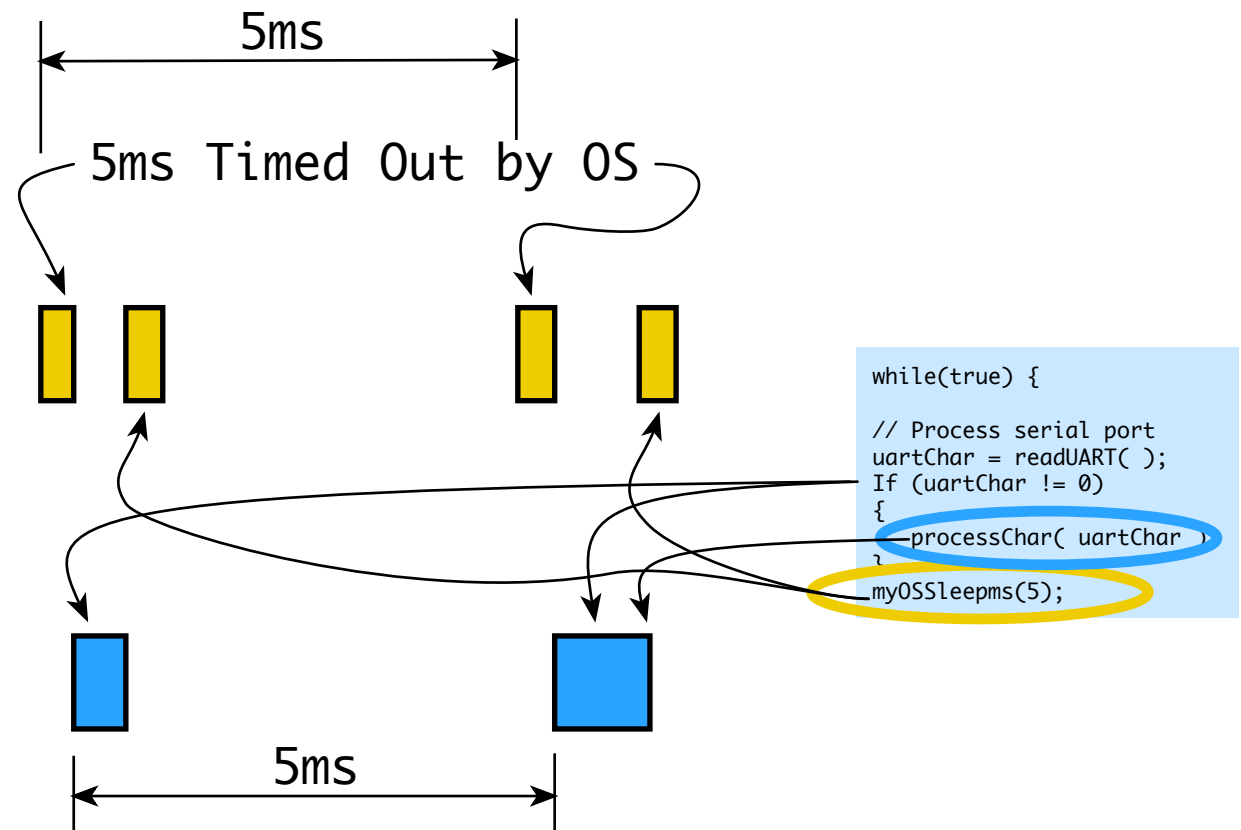 5ms
5ms Timed Out by OS
while(true) {
// Process serial port
uartChar = readUART( );
If (uartChar != 0)
{
processChar( uartChar )
}
myOSSleepms(5);
5ms